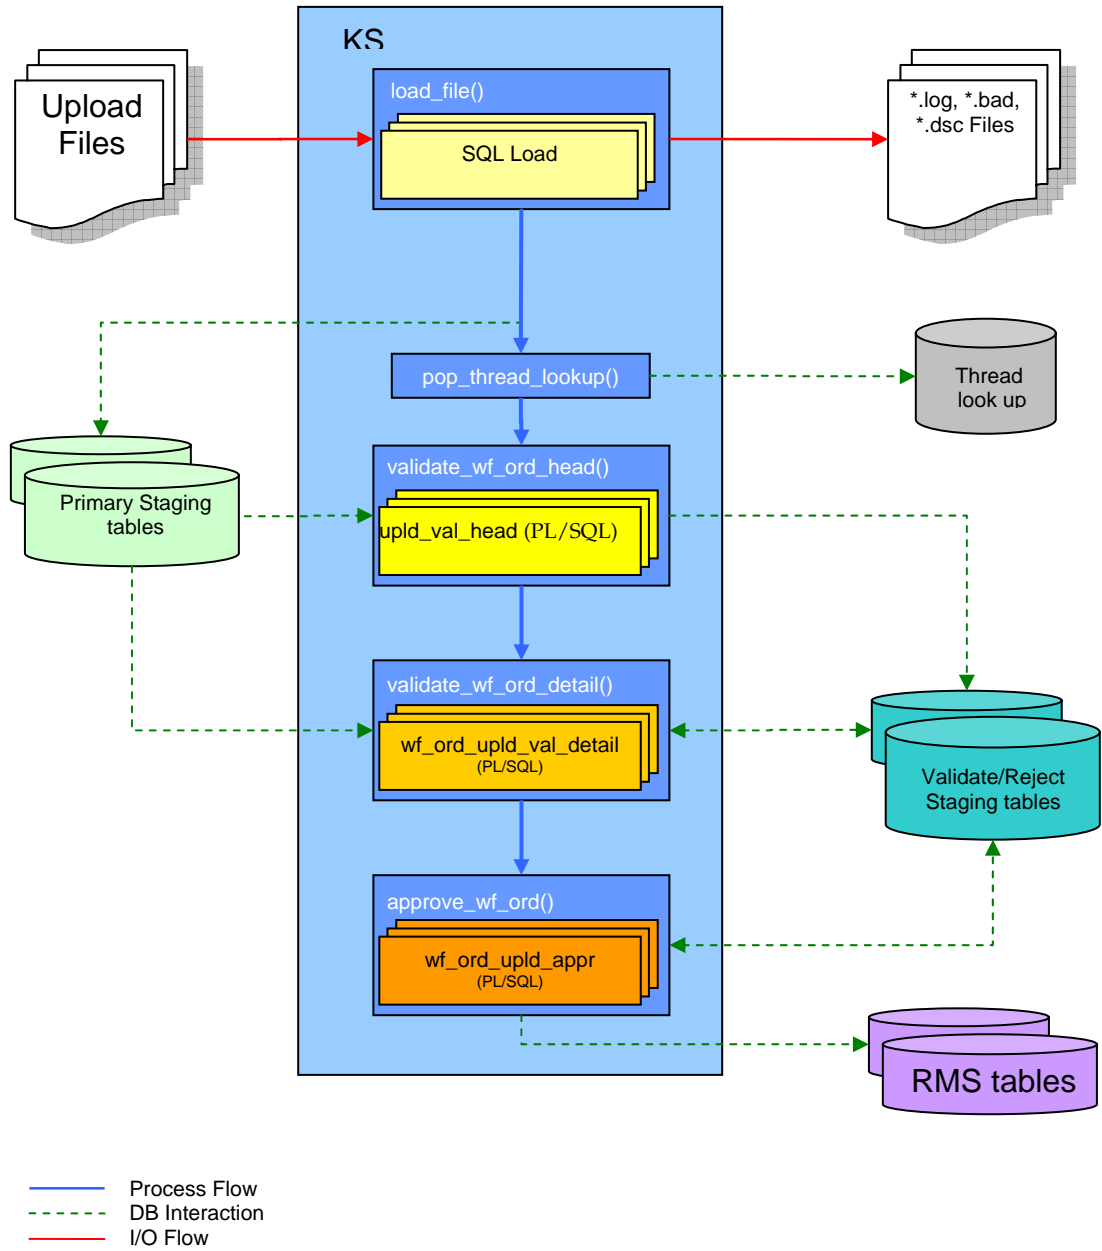 KS
Upload
Files
load_file()
SQL Load
*.log, *.bad,
*.dsc Files
pop_thread_lookup()
Thread
look up
validate_wf_ord_head()
upld_val_head (PL/SQL)
Primary Staging
tables
validate_wf_ord_detail()
wf_ord_upld_val_detail
(PL/SQL)
Validate/Reject
Staging tables
approve_wf_ord()
wf_ord_upld_appr
(PL/SQL)
RMS tables
Process Flow
DB Interaction
I/O Flow